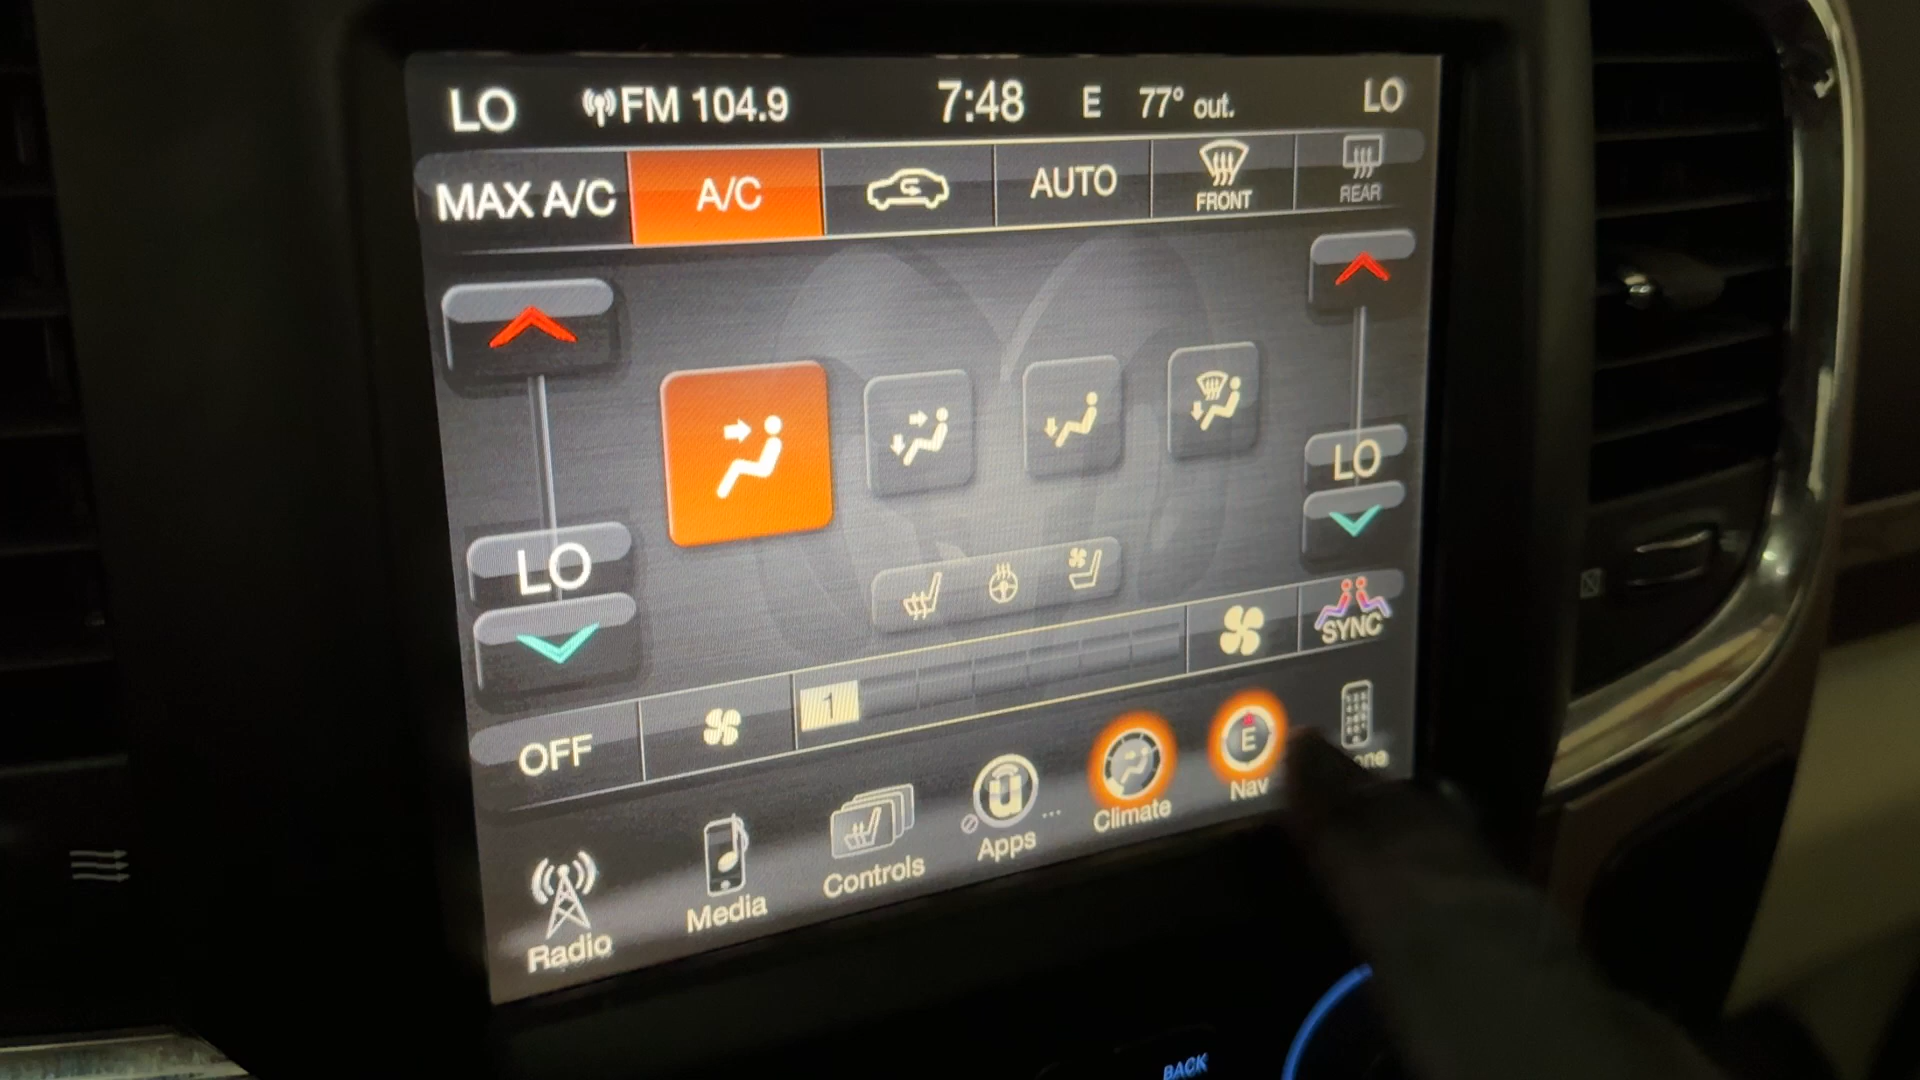 LO FM 104.9 7:48 E 77° out. LO
MAX A/C A/C AUTO FRONT REAR
LO
LO
SYNC
OFF 1
E
Radio Media Controls Apps ... Climate Nav one
BACK